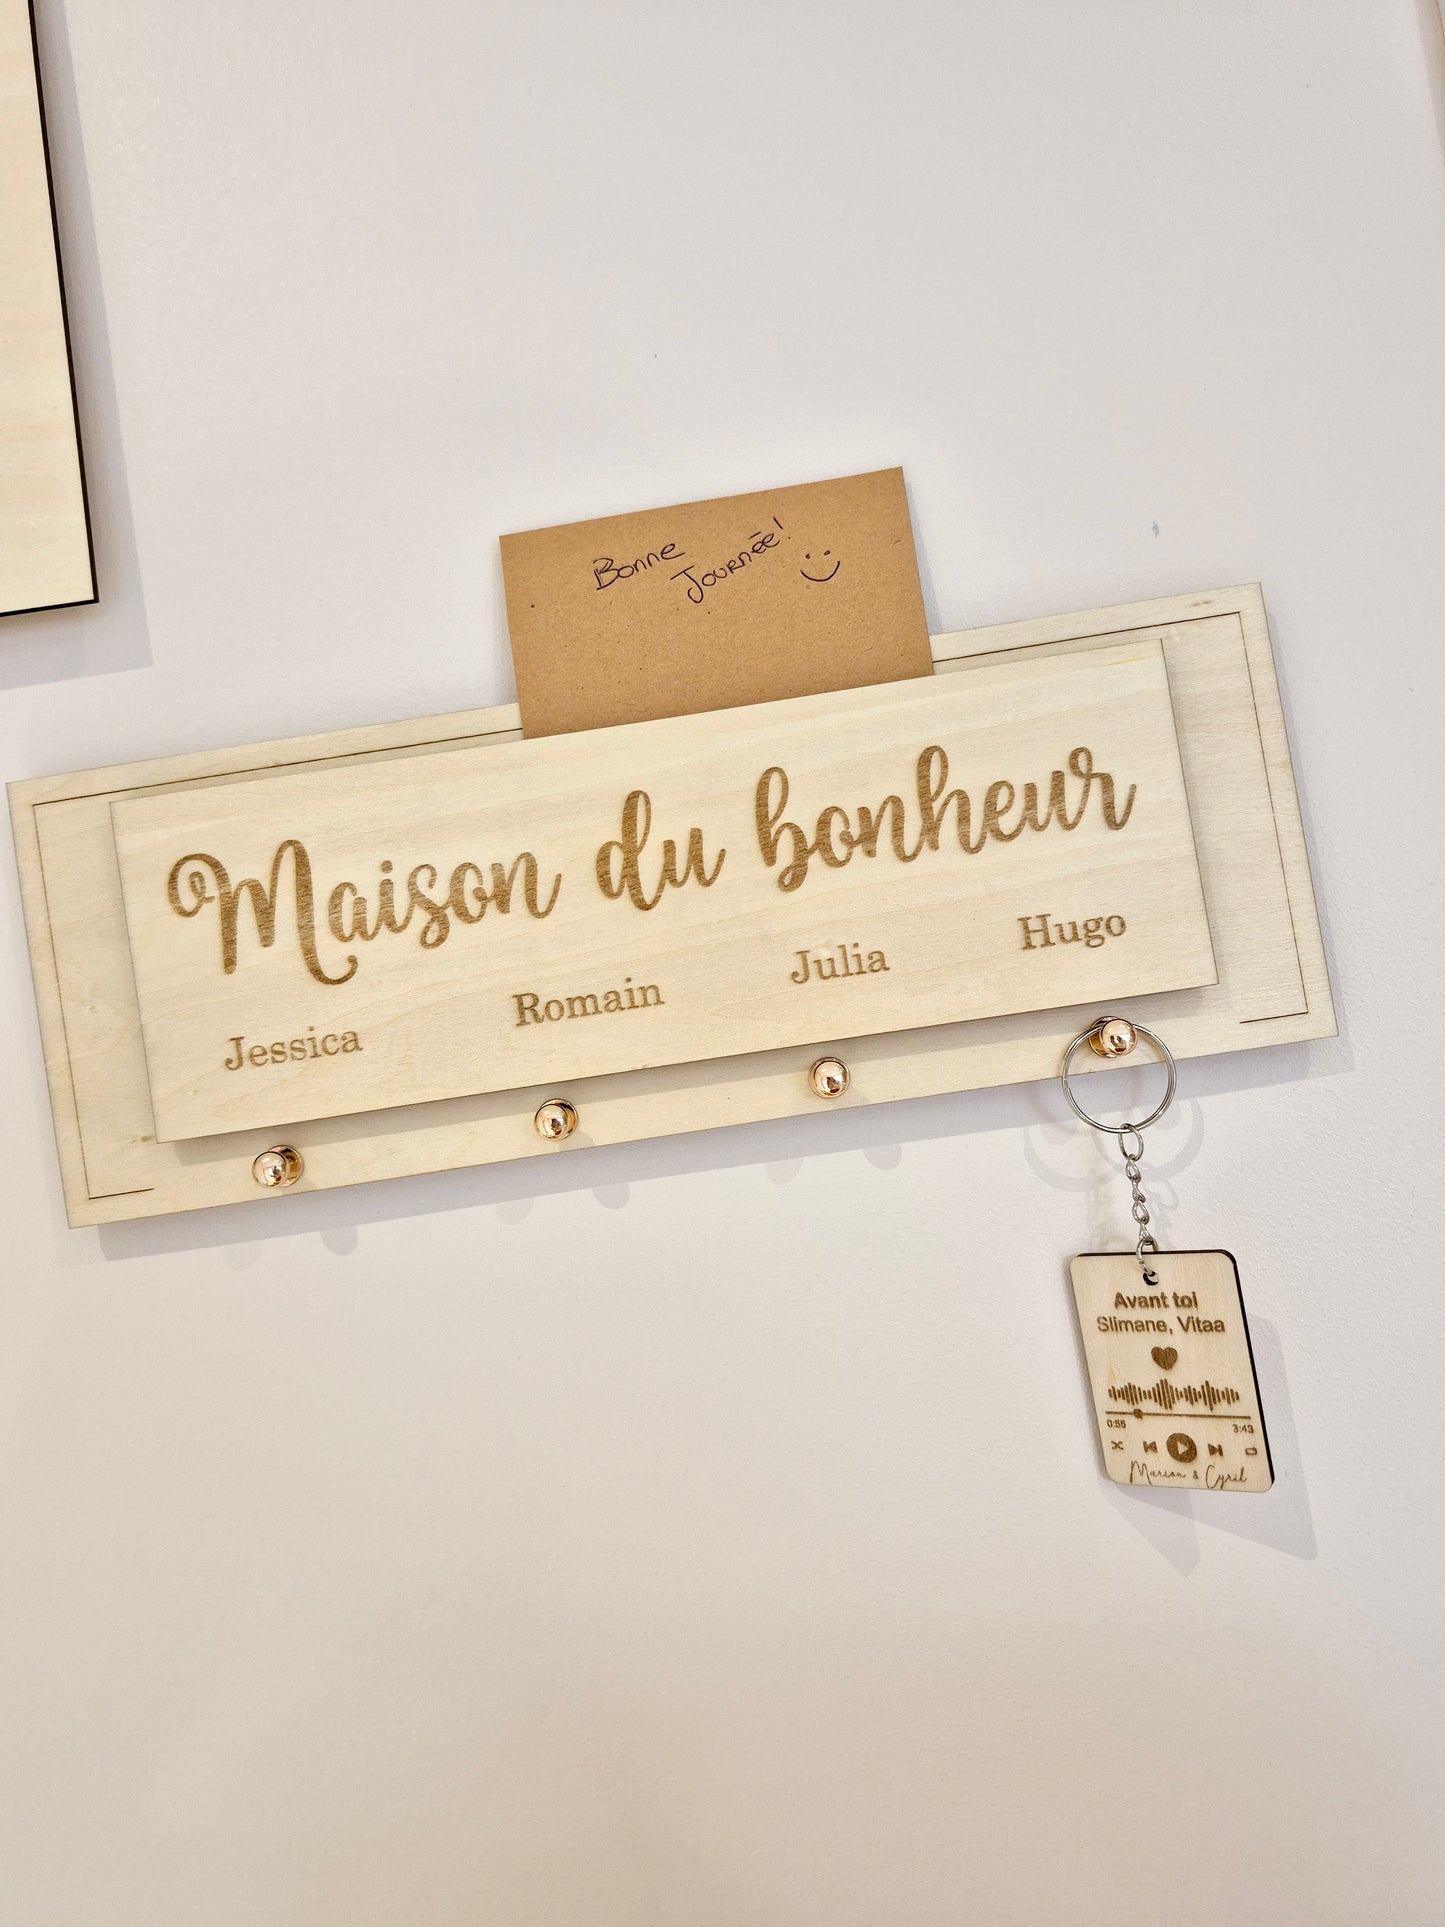 Bonne
Journée!
Maison du bonheur
Jessica Romain Julia Hugo
Avant toi
Slimane, Vitaa
0:56 3:43
Marion & Cyril